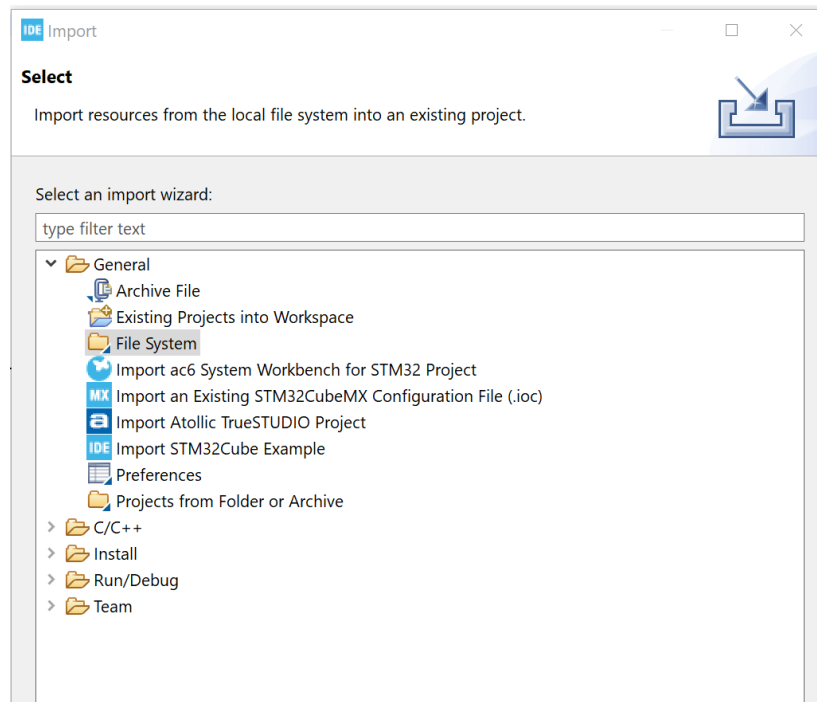 IDE Import
Select
Import resources from the local file system into an existing project.
Select an import wizard:
type filter text
General
Archive File
Existing Projects into Workspace
File System
Import ac6 System Workbench for STM32 Project
MX Import an Existing STM32CubeMX Configuration File (.ioc)
a Import Atollic TrueSTUDIO Project
IDE Import STM32Cube Example
Preferences
Projects from Folder or Archive
C/C++
Install
Run/Debug
Team